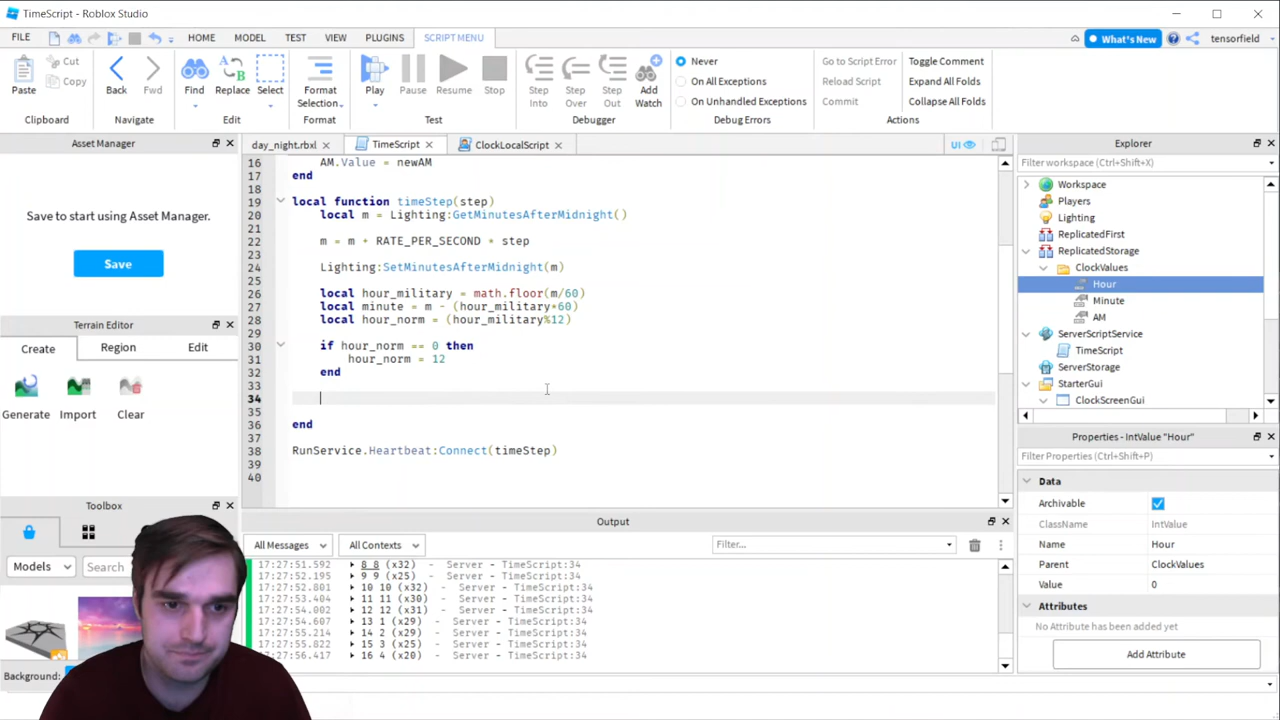 TimeScript - Roblox Studio
FILE HOME MODEL TEST VIEW PLUGINS SCRIPT MENU What's New tensorfield
Paste Cut Copy Back Fwd Find Replace Select Format Selection... Play Pause Resume Stop Step Into Step Over Step Out Add Watch Never On All Exceptions On Unhandled Exceptions Go to Script Error Reload Script Commit Toggle Comment Expand All Folds Collapse All Folds
Clipboard Navigate Edit Format Test Debugger Debug Errors Actions
Asset Manager
Save to start using Asset Manager.
Save
Terrain Editor
Create Region Edit
Generate Import Clear
Toolbox
Models Search
Background:
day_night.rbxl TimeScript ClockLocalScript UI
16 AM.Value = newAM
17 end
18
19 local function timeStep(step)
20 local m = Lighting:GetMinutesAfterMidnight()
21
22 m = m + RATE_PER_SECOND * step
23
24 Lighting:SetMinutesAfterMidnight(m)
25
26 local hour_military = math.floor(m/60)
27 local minute = m - (hour_military*60)
28 local hour_norm = (hour_military%12)
29
30 if hour_norm == 0 then
31 hour_norm = 12
32 end
33
34
35
36 end
37
38 RunService.Heartbeat:Connect(timeStep)
39
40
Output
All Messages All Contexts Filter...
17:27:51.592 8 8 (x32) - Server - TimeScript:34
17:27:52.195 9 9 (x25) - Server - TimeScript:34
17:27:52.801 10 10 (x32) - Server - TimeScript:34
17:27:53.404 11 11 (x30) - Server - TimeScript:34
17:27:54.002 12 12 (x31) - Server - TimeScript:34
17:27:54.607 13 1 (x29) - Server - TimeScript:34
17:27:55.214 14 2 (x29) - Server - TimeScript:34
17:27:55.822 15 3 (x25) - Server - TimeScript:34
17:27:56.417 16 4 (x20) - Server - TimeScript:34
Explorer
Filter workspace (Ctrl+Shift+X)
Workspace
Players
Lighting
ReplicatedFirst
ReplicatedStorage
ClockValues
Hour
Minute
AM
ServerScriptService
TimeScript
ServerStorage
StarterGui
ClockScreenGui
Properties - IntValue "Hour"
Filter Properties (Ctrl+Shift+P)
Data
Archivable
ClassName IntValue
Name Hour
Parent ClockValues
Value 0
Attributes
No Attribute has been added yet
Add Attribute